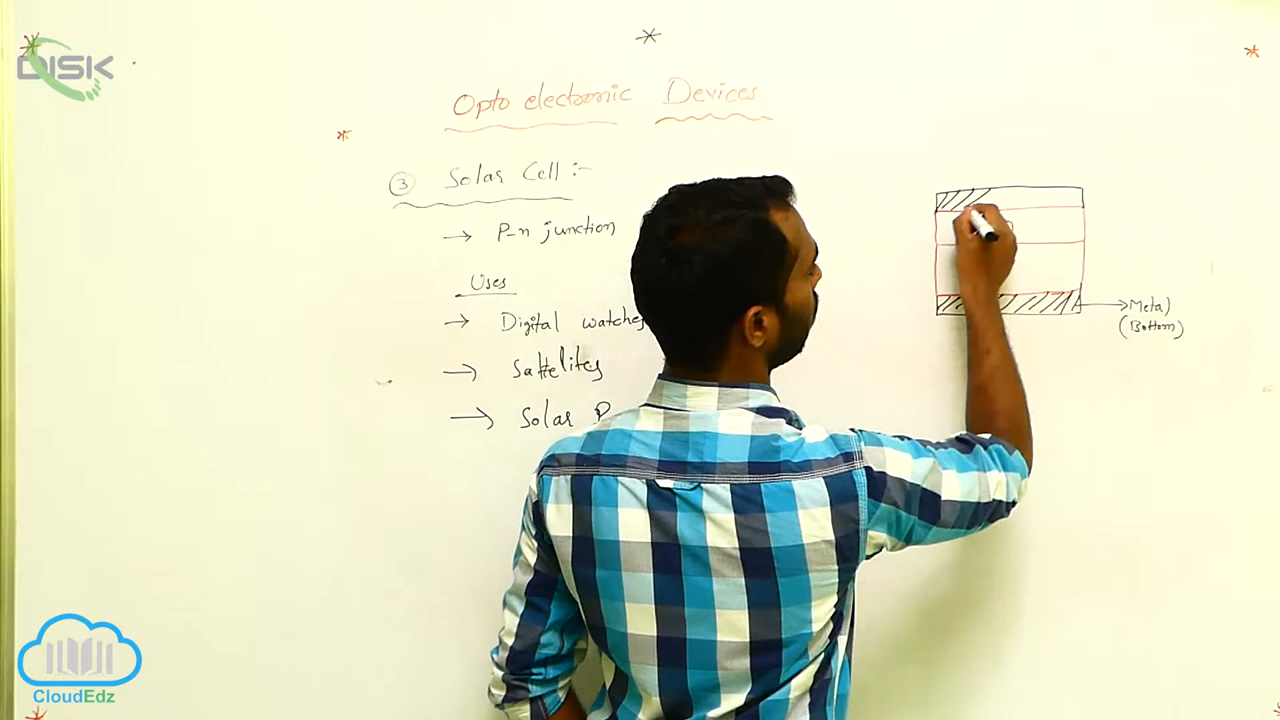 DISK
Opto electronic Devices
③ Solar Cell :-
→ P-n junction
Uses
→ Digital watches
→ Sattelites
→ Solar P
Metal
(Bottom)
CloudEdz